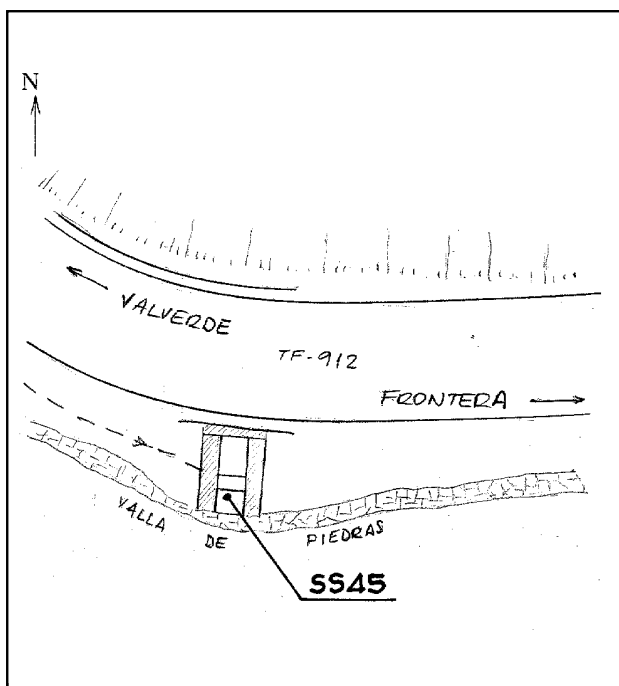 N
VALVERDE
TF-912
FRONTERA
VALLA DE PIEDRAS
SS45